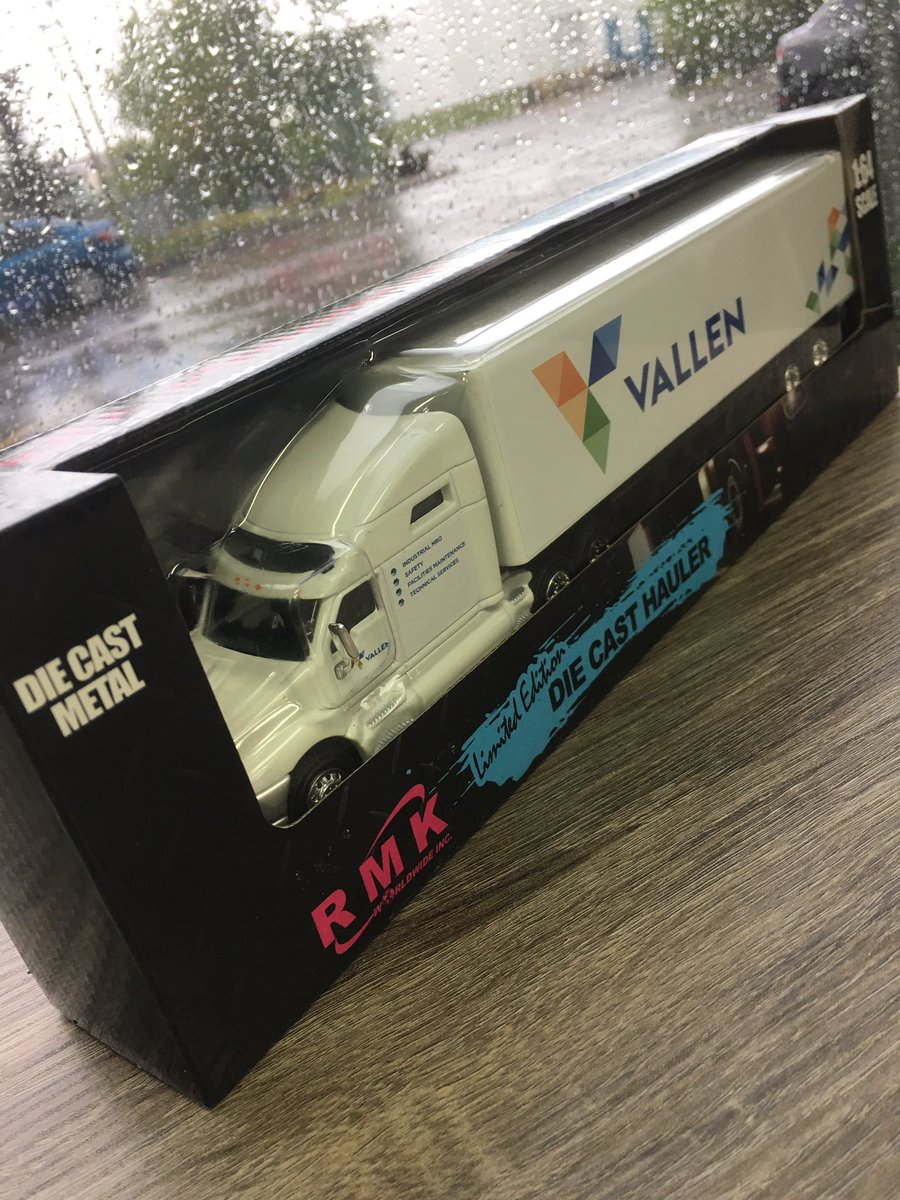 1:64
SCALE
VALLEN
INDUSTRIAL MRO
SAFETY
FACILITIES MAINTENANCE
TECHNICAL SERVICES
VALLEN
DIE CAST
METAL
Limited Edition
DIE CAST HAULER
RMK
WORLDWIDE INC.